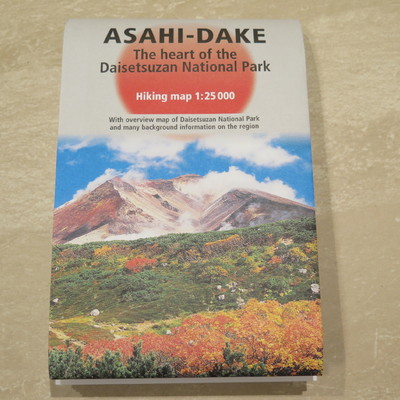 ASAHI-DAKE
The heart of the
Daisetsuzan National Park
Hiking map 1:25 000
With overview map of Daisetsuzan National Park
and many background information on the region